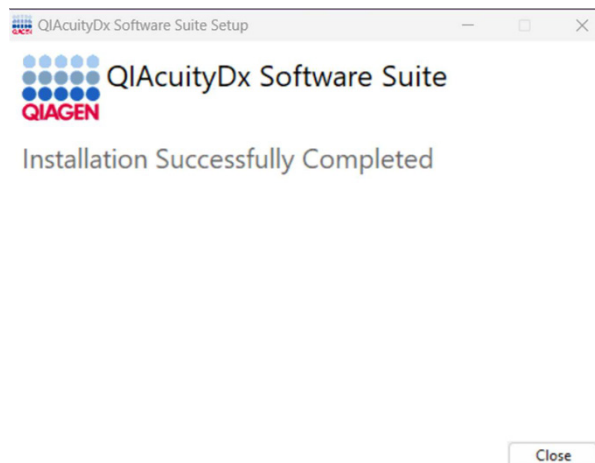 QIAcuityDx Software Suite Setup
QIAcuityDx Software Suite
QIAGEN
Installation Successfully Completed
Close